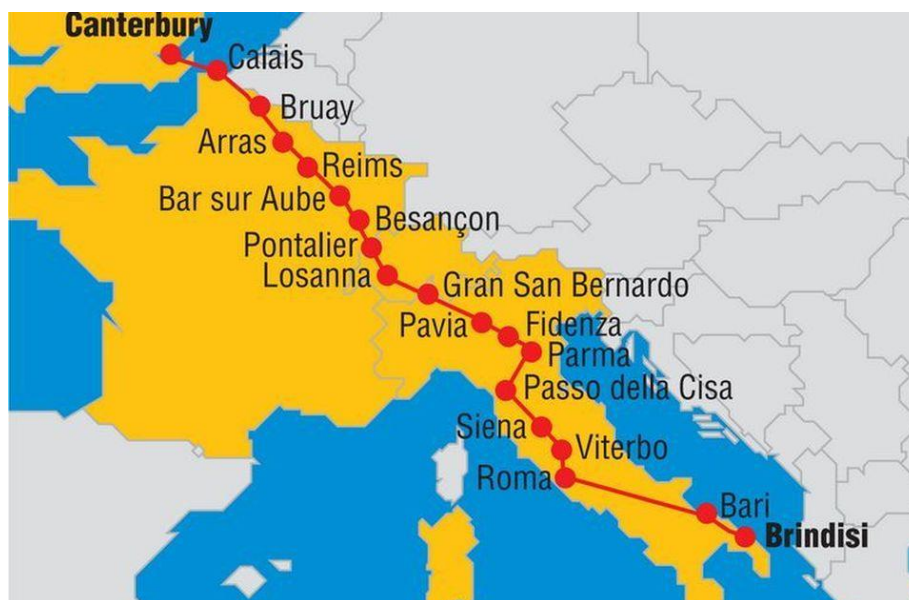 Canterbury
Calais
Bruay
Arras
Reims
Bar sur Aube
Besançon
Pontalier
Losanna
Gran San Bernardo
Pavia
Fidenza
Parma
Passo della Cisa
Siena
Viterbo
Roma
Bari
Brindisi